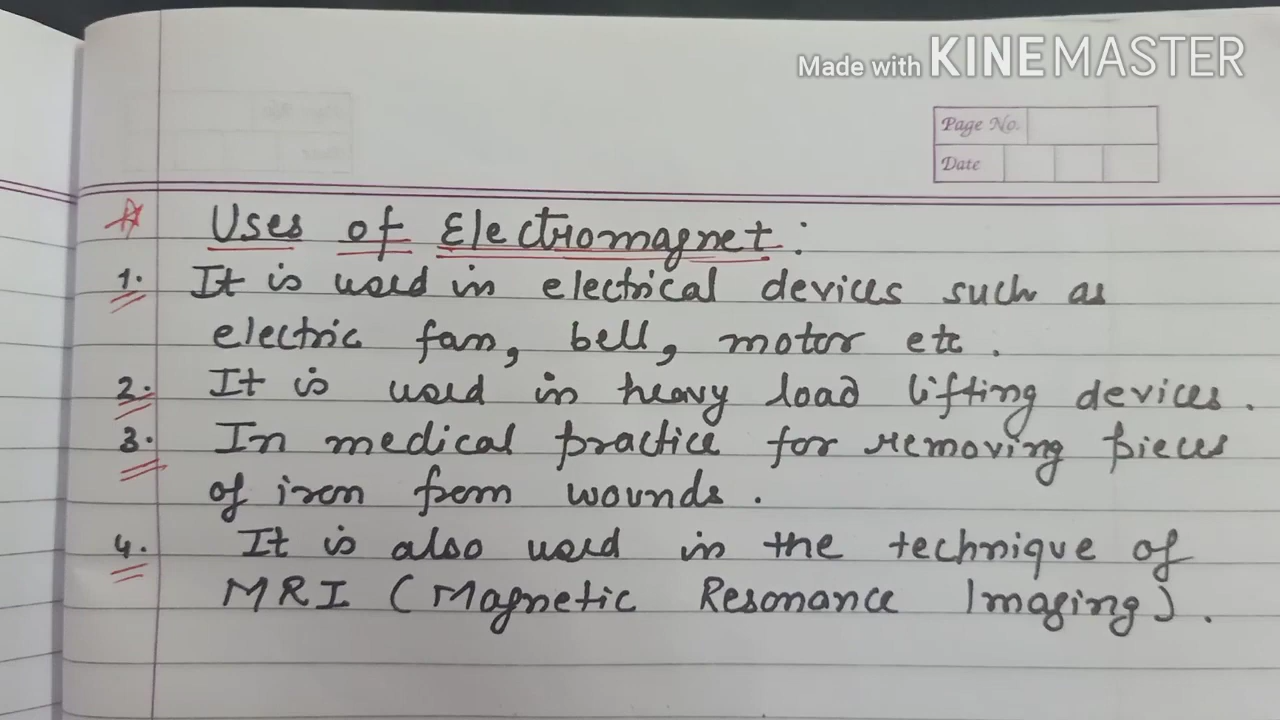 Made with KINEMASTER
Page No.
Date
Uses of Electromagnet :
1. It is used in electrical devices such as
electric fan, bell, motor etc .
2. It is used in heavy load lifting devices .
3. In medical practice for removing pieces
of iron from wounds .
4. It is also used in the technique of
MRI ( Magnetic Resonance Imaging ) .